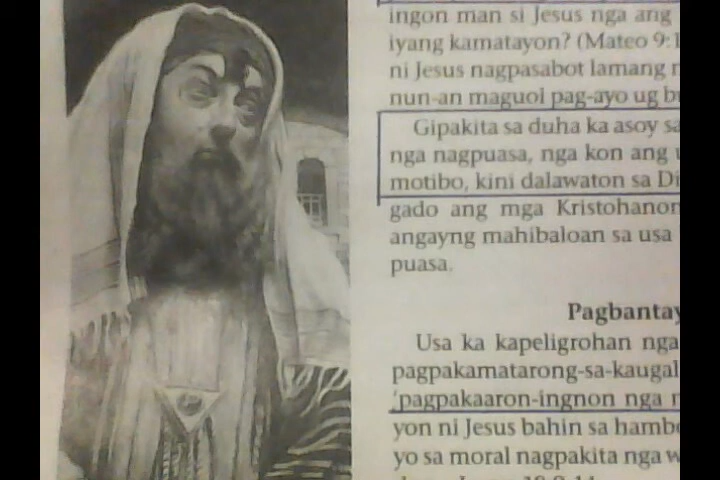 ingon man si Jesus nga ang
iyang kamatayon? (Mateo 9:1
ni Jesus nagpasabot lamang
nun-an maguol pag-ayo ug
Gipakita sa duha ka asoy
nga nagpuasa, nga kon ang
motibo, kini dalawaton sa
gado ang mga Kristohanon
angayng mahibaloan sa usa
puasa.
Pagbantay
Usa ka kapeligrohan nga
pagpakamatarong-sa-kaugal
‘pagpakaaron-ingnon nga
yon ni Jesus bahin sa hambo
yo sa moral nagpakita nga